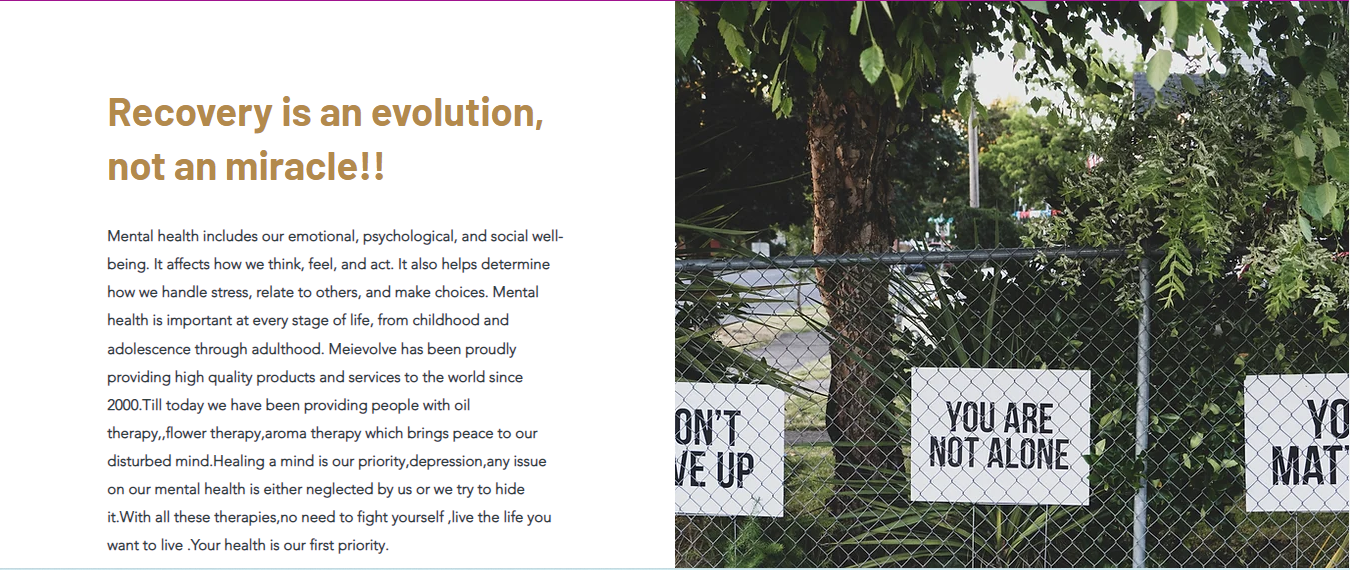 Recovery is an evolution,
not an miracle!!
Mental health includes our emotional, psychological, and social well-
being. It affects how we think, feel, and act. It also helps determine
how we handle stress, relate to others, and make choices. Mental
health is important at every stage of life, from childhood and
adolescence through adulthood. Meievolve has been proudly
providing high quality products and services to the world since
2000.Till today we have been providing people with oil
therapy,,flower therapy,aroma therapy which brings peace to our
disturbed mind.Healing a mind is our priority,depression,any issue
on our mental health is either neglected by us or we try to hide
it.With all these therapies,no need to fight yourself ,live the life you
want to live .Your health is our first priority.
ON'T
VE UP
YOU ARE
NOT ALONE
YO
MATT